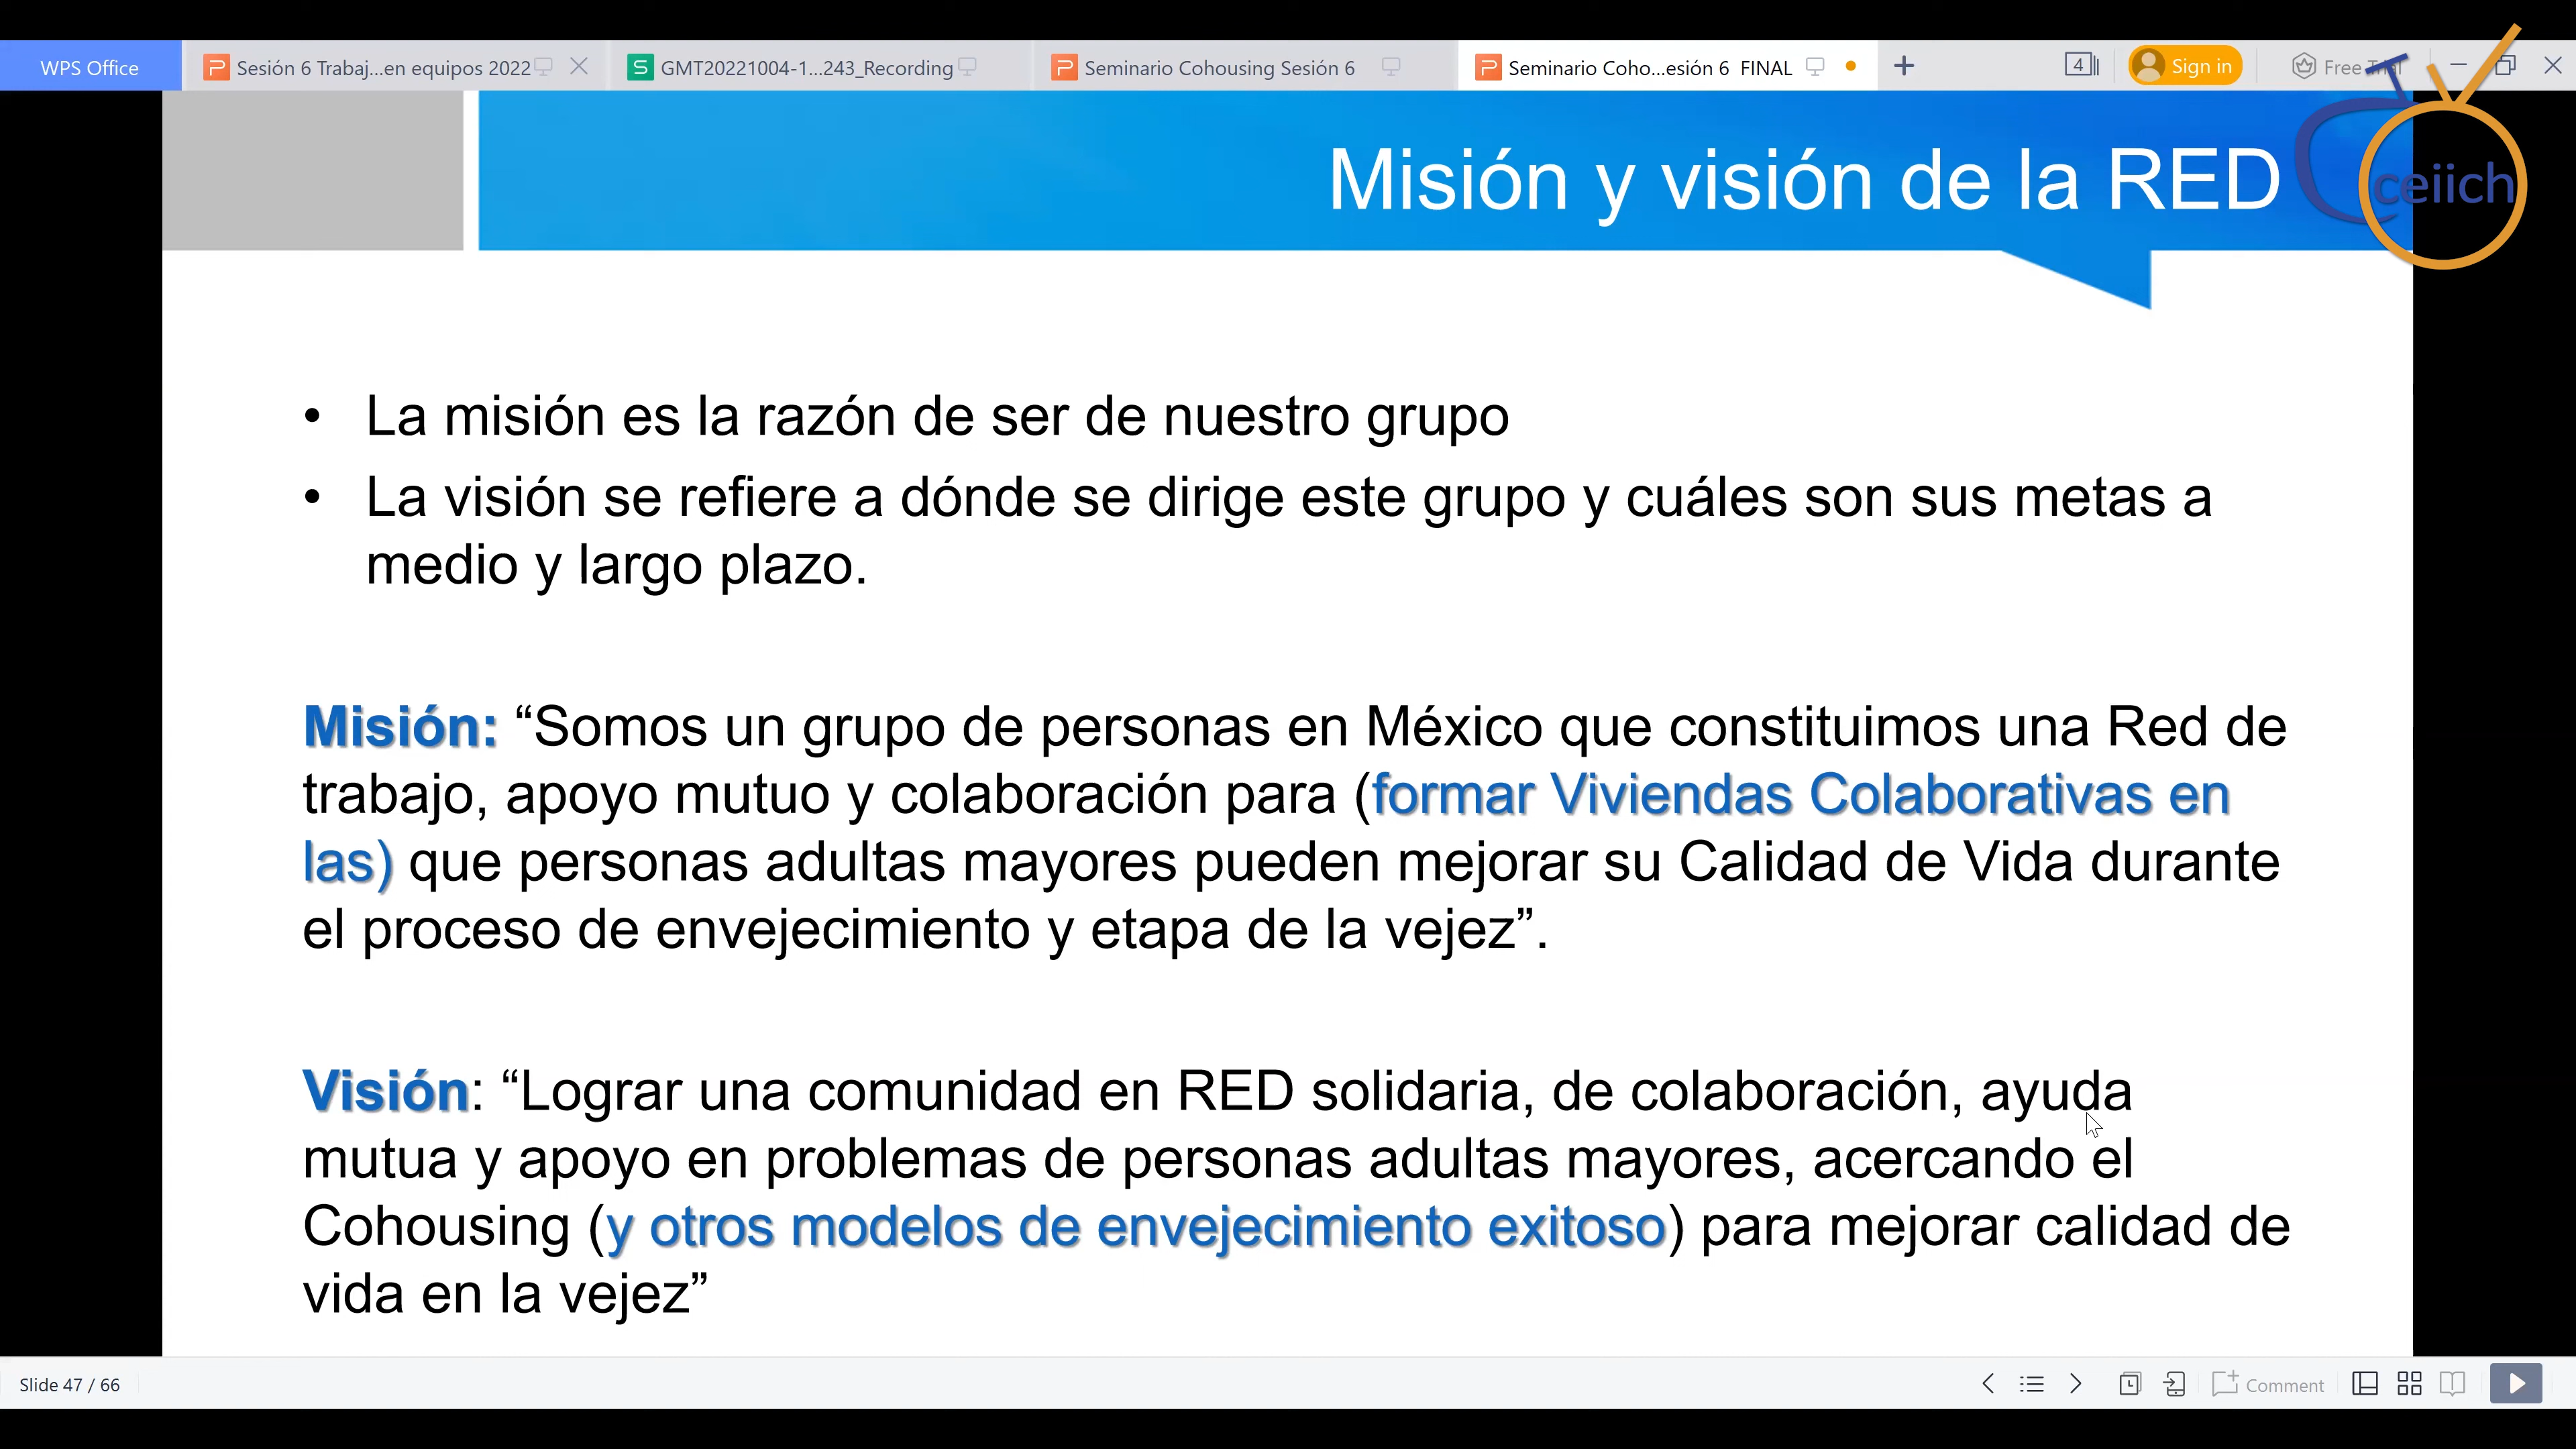 WPS Office
Sesión 6 Trabaj...en equipos 2022
GMT20221004-1...243_Recording
Seminario Cohousing Sesión 6
Seminario Coho...esión 6 FINAL
4
Sign in
Free Trial
Misión y visión de la RED
ceiich
• La misión es la razón de ser de nuestro grupo
• La visión se refiere a dónde se dirige este grupo y cuáles son sus metas a
medio y largo plazo.
Misión: “Somos un grupo de personas en México que constituimos una Red de
trabajo, apoyo mutuo y colaboración para (formar Viviendas Colaborativas en
las) que personas adultas mayores pueden mejorar su Calidad de Vida durante
el proceso de envejecimiento y etapa de la vejez”.
Visión: “Lograr una comunidad en RED solidaria, de colaboración, ayuda
mutua y apoyo en problemas de personas adultas mayores, acercando el
Cohousing (y otros modelos de envejecimiento exitoso) para mejorar calidad de
vida en la vejez”
Slide 47 / 66
Comment